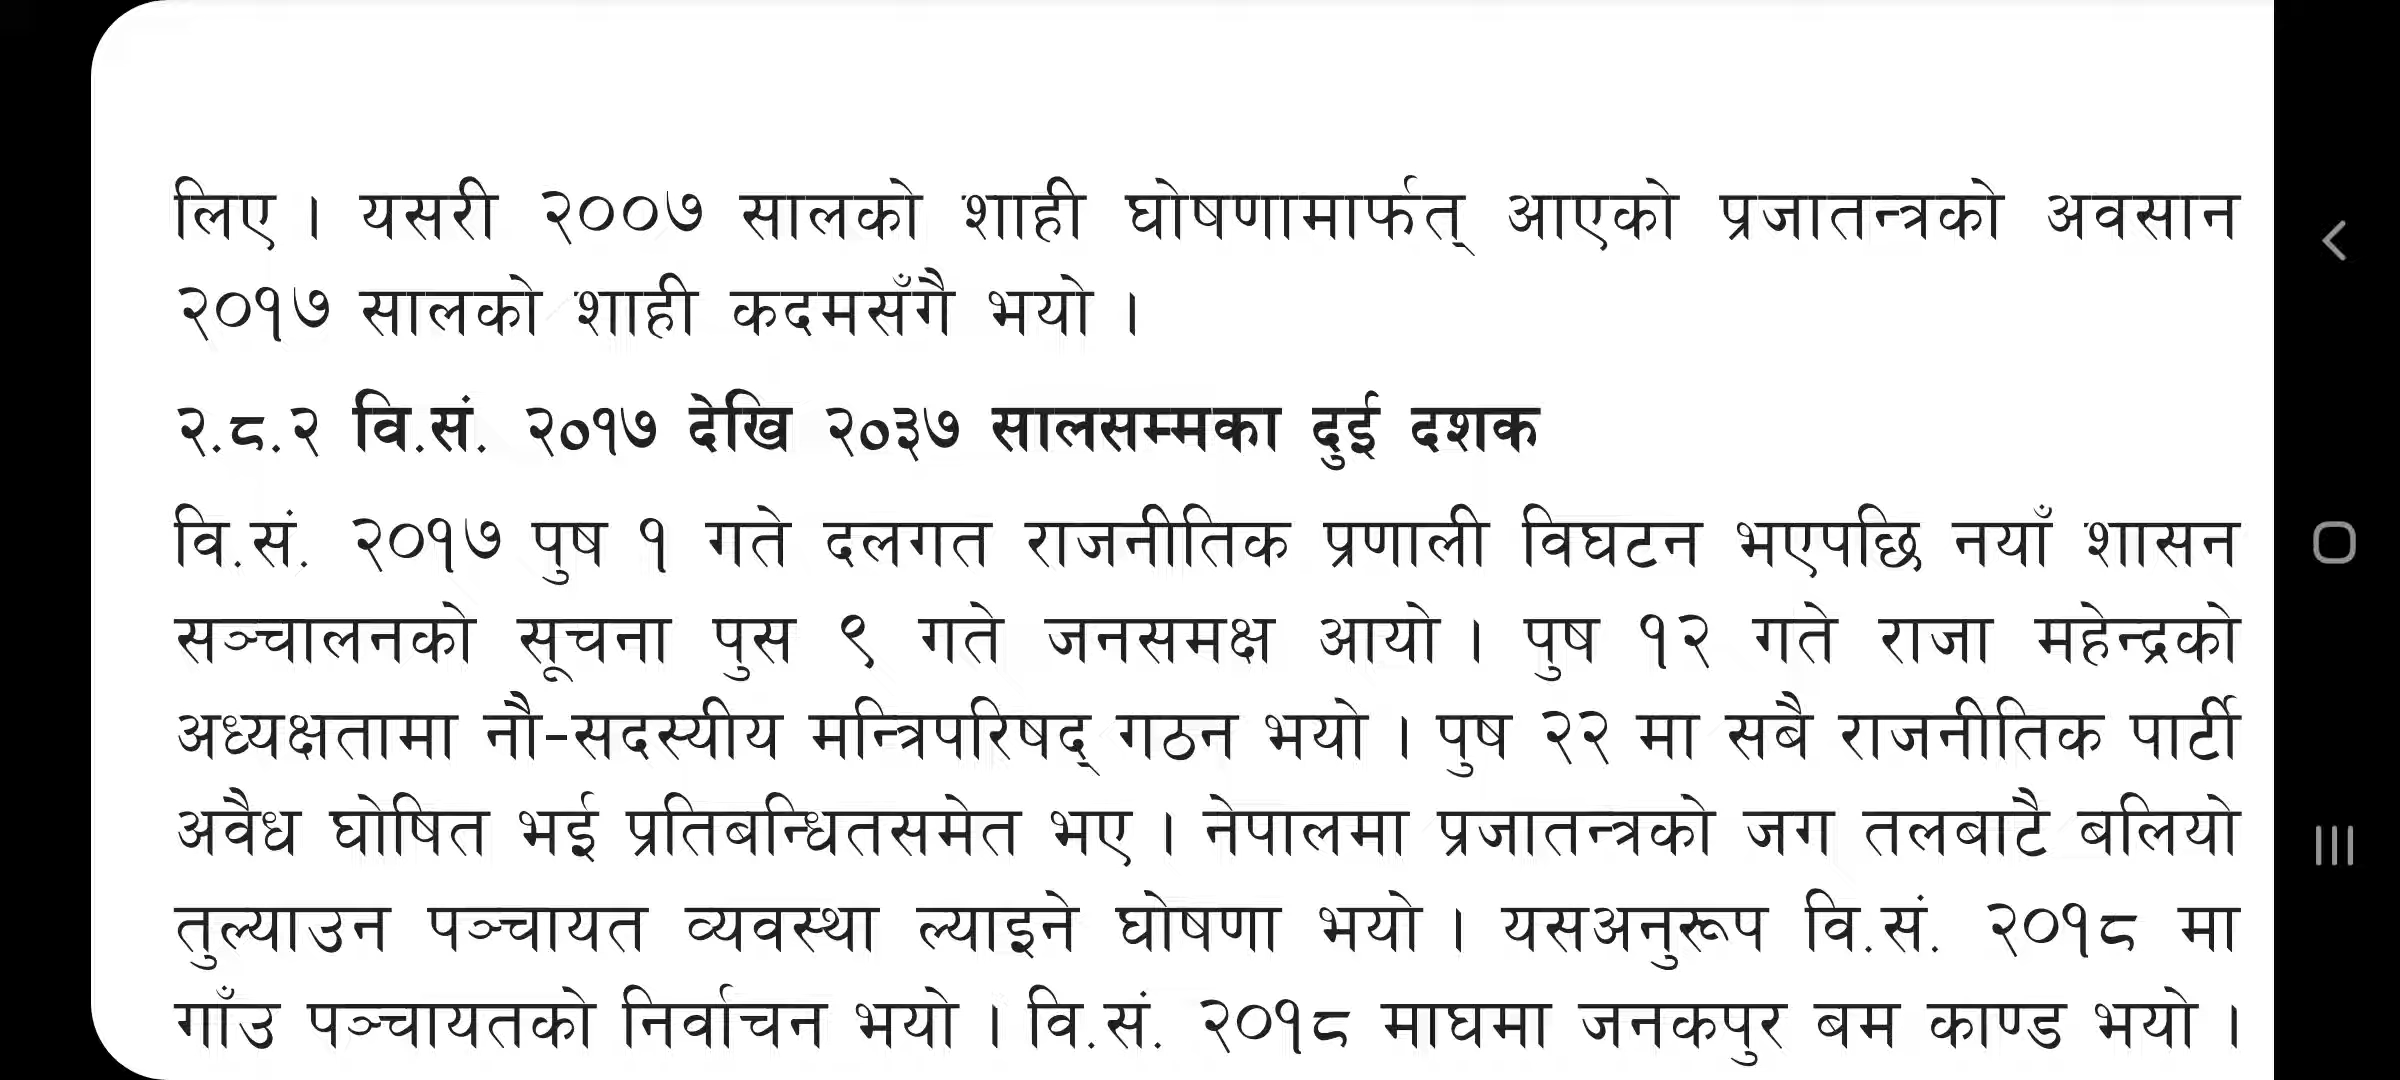 लिए । यसरी २००७ सालको शाही घोषणामार्फत् आएको प्रजातन्त्रको अवसान
२०१७ सालको शाही कदमसँगै भयो ।
२.८.२ वि.सं. २०१७ देखि २०३७ सालसम्मका दुई दशक
वि.सं. २०१७ पुष १ गते दलगत राजनीतिक प्रणाली विघटन भएपछि नयाँ शासन
सञ्चालनको सूचना पुस ९ गते जनसमक्ष आयो । पुष १२ गते राजा महेन्द्रको
अध्यक्षतामा नौ-सदस्यीय मन्त्रिपरिषद् गठन भयो । पुष २२ मा सबै राजनीतिक पार्टी
अवैध घोषित भई प्रतिबन्धितसमेत भए । नेपालमा प्रजातन्त्रको जग तलबाटै बलियो
तुल्याउन पञ्चायत व्यवस्था ल्याइने घोषणा भयो । यसअनुरूप वि.सं. २०१८ मा
गाँउ पञ्चायतको निर्वाचन भयो । वि.सं. २०१८ माघमा जनकपुर बम काण्ड भयो ।